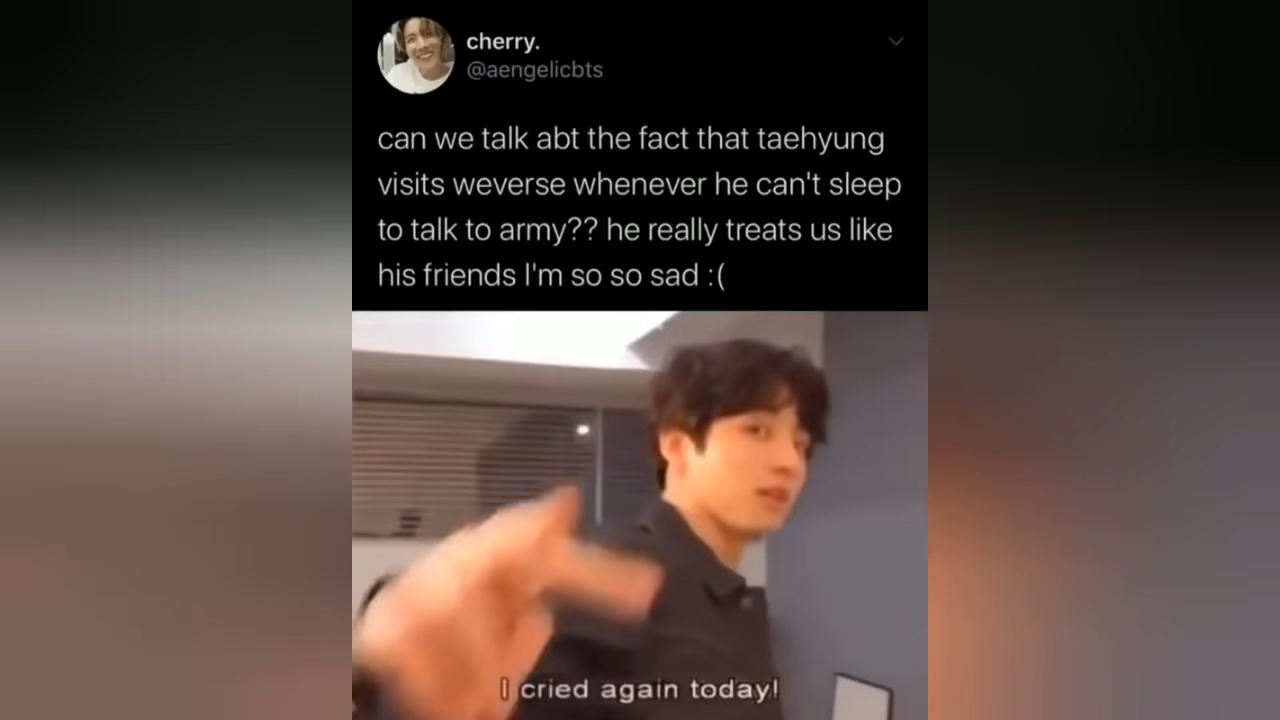 cherry.
@aengelicbts
can we talk abt the fact that taehyung
visits weverse whenever he can't sleep
to talk to army?? he really treats us like
his friends I'm so so sad :(
I cried again today!